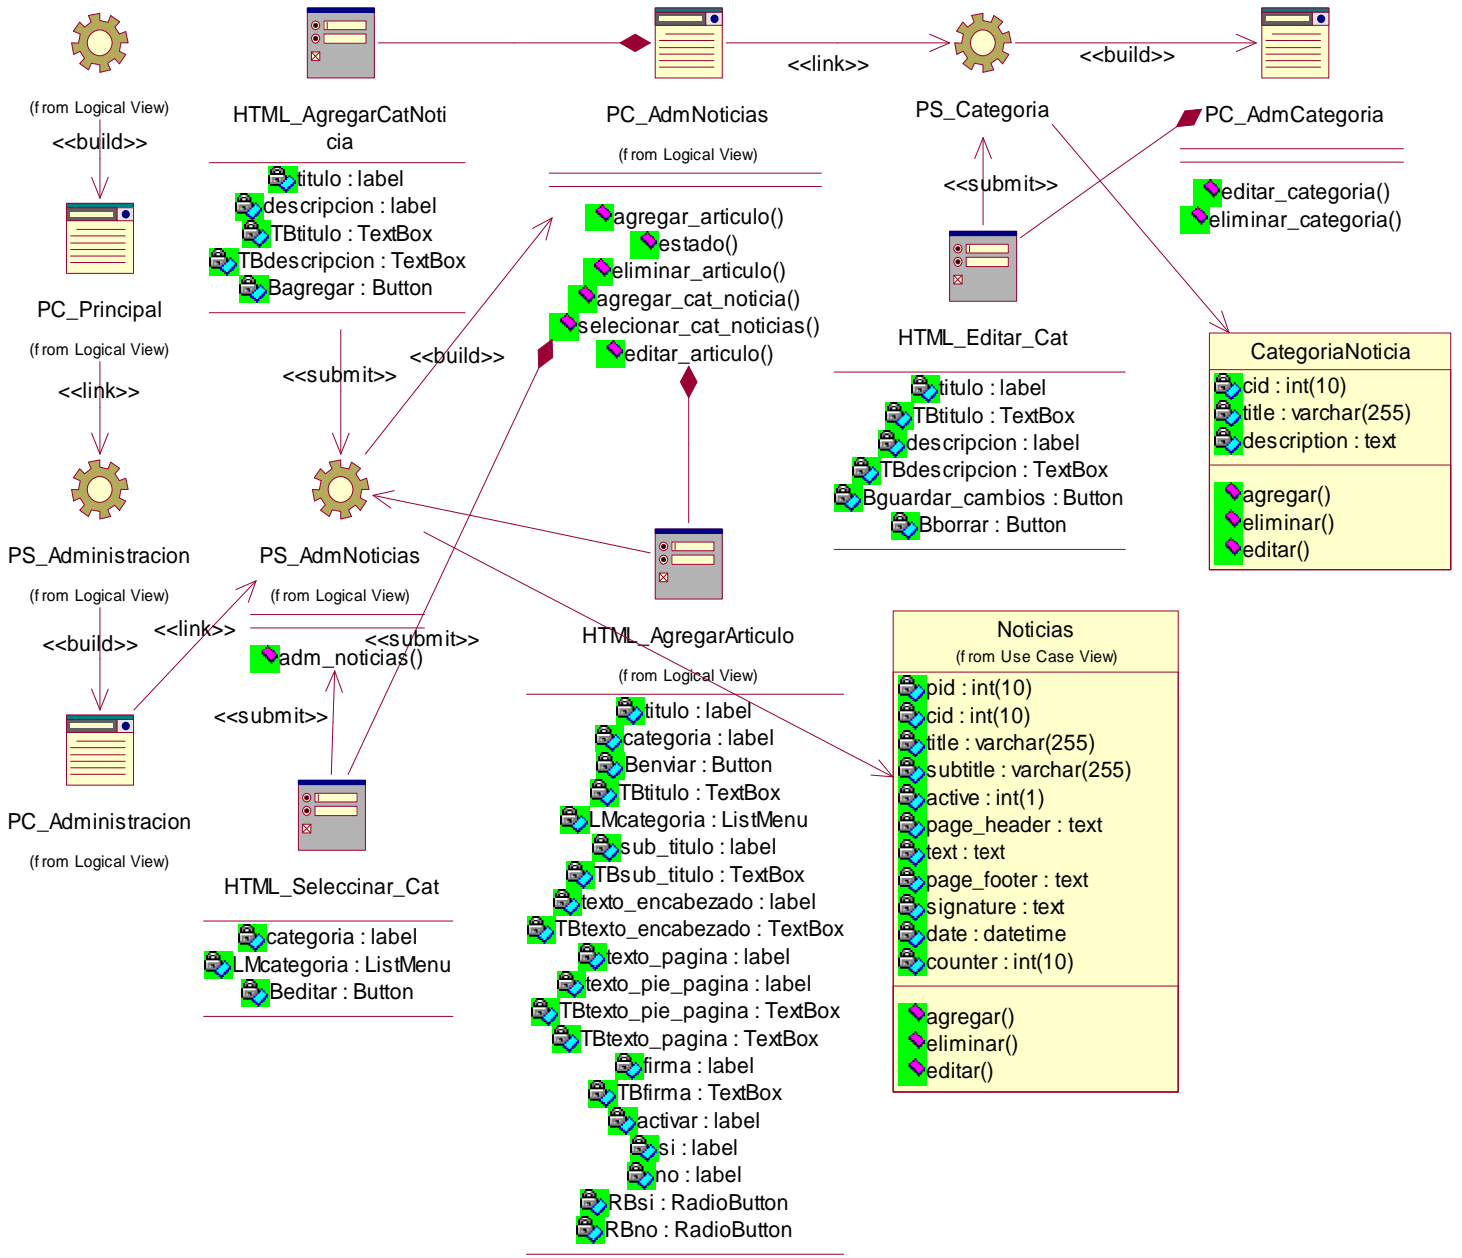 (from Logical View)
<<build>>
PC_Principal
(from Logical View)
<<link>>
PS_Administracion
(from Logical View)
<<build>>
<<link>>
PC_Administracion
(from Logical View)
HTML_AgregarCatNoti
cia
titulo : label
descripcion : label
TBtitulo : TextBox
TBdescripcion : TextBox
Bagregar : Button
<<submit>>
<<build>>
PS_AdmNoticias
(from Logical View)
adm_noticias()
<<submit>>
<<submit>>
HTML_Seleccinar_Cat
categoria : label
LMcategoria : ListMenu
Beditar : Button
PC_AdmNoticias
(from Logical View)
agregar_articulo()
estado()
eliminar_articulo()
agregar_cat_noticia()
selecionar_cat_noticias()
editar_articulo()
<<link>>
HTML_AgregarArticulo
(from Logical View)
titulo : label
categoria : label
Benviar : Button
TBtitulo : TextBox
LMcategoria : ListMenu
sub_titulo : label
TBsub_titulo : TextBox
texto_encabezado : label
TBtexto_encabezado : TextBox
texto_pagina : label
texto_pie_pagina : label
TBtexto_pie_pagina : TextBox
TBtexto_pagina : TextBox
firma : label
TBfirma : TextBox
activar : label
si : label
no : label
RBsi : RadioButton
RBno : RadioButton
PS_Categoria
<<build>>
<<submit>>
HTML_Editar_Cat
titulo : label
TBtitulo : TextBox
descripcion : label
TBdescripcion : TextBox
Bguardar_cambios : Button
Bborrar : Button
PC_AdmCategoria
editar_categoria()
eliminar_categoria()
CategoriaNoticia
cid : int(10)
title : varchar(255)
description : text
agregar()
eliminar()
editar()
Noticias
(from Use Case View)
pid : int(10)
cid : int(10)
title : varchar(255)
subtitle : varchar(255)
active : int(1)
page_header : text
text : text
page_footer : text
signature : text
date : datetime
counter : int(10)
agregar()
eliminar()
editar()